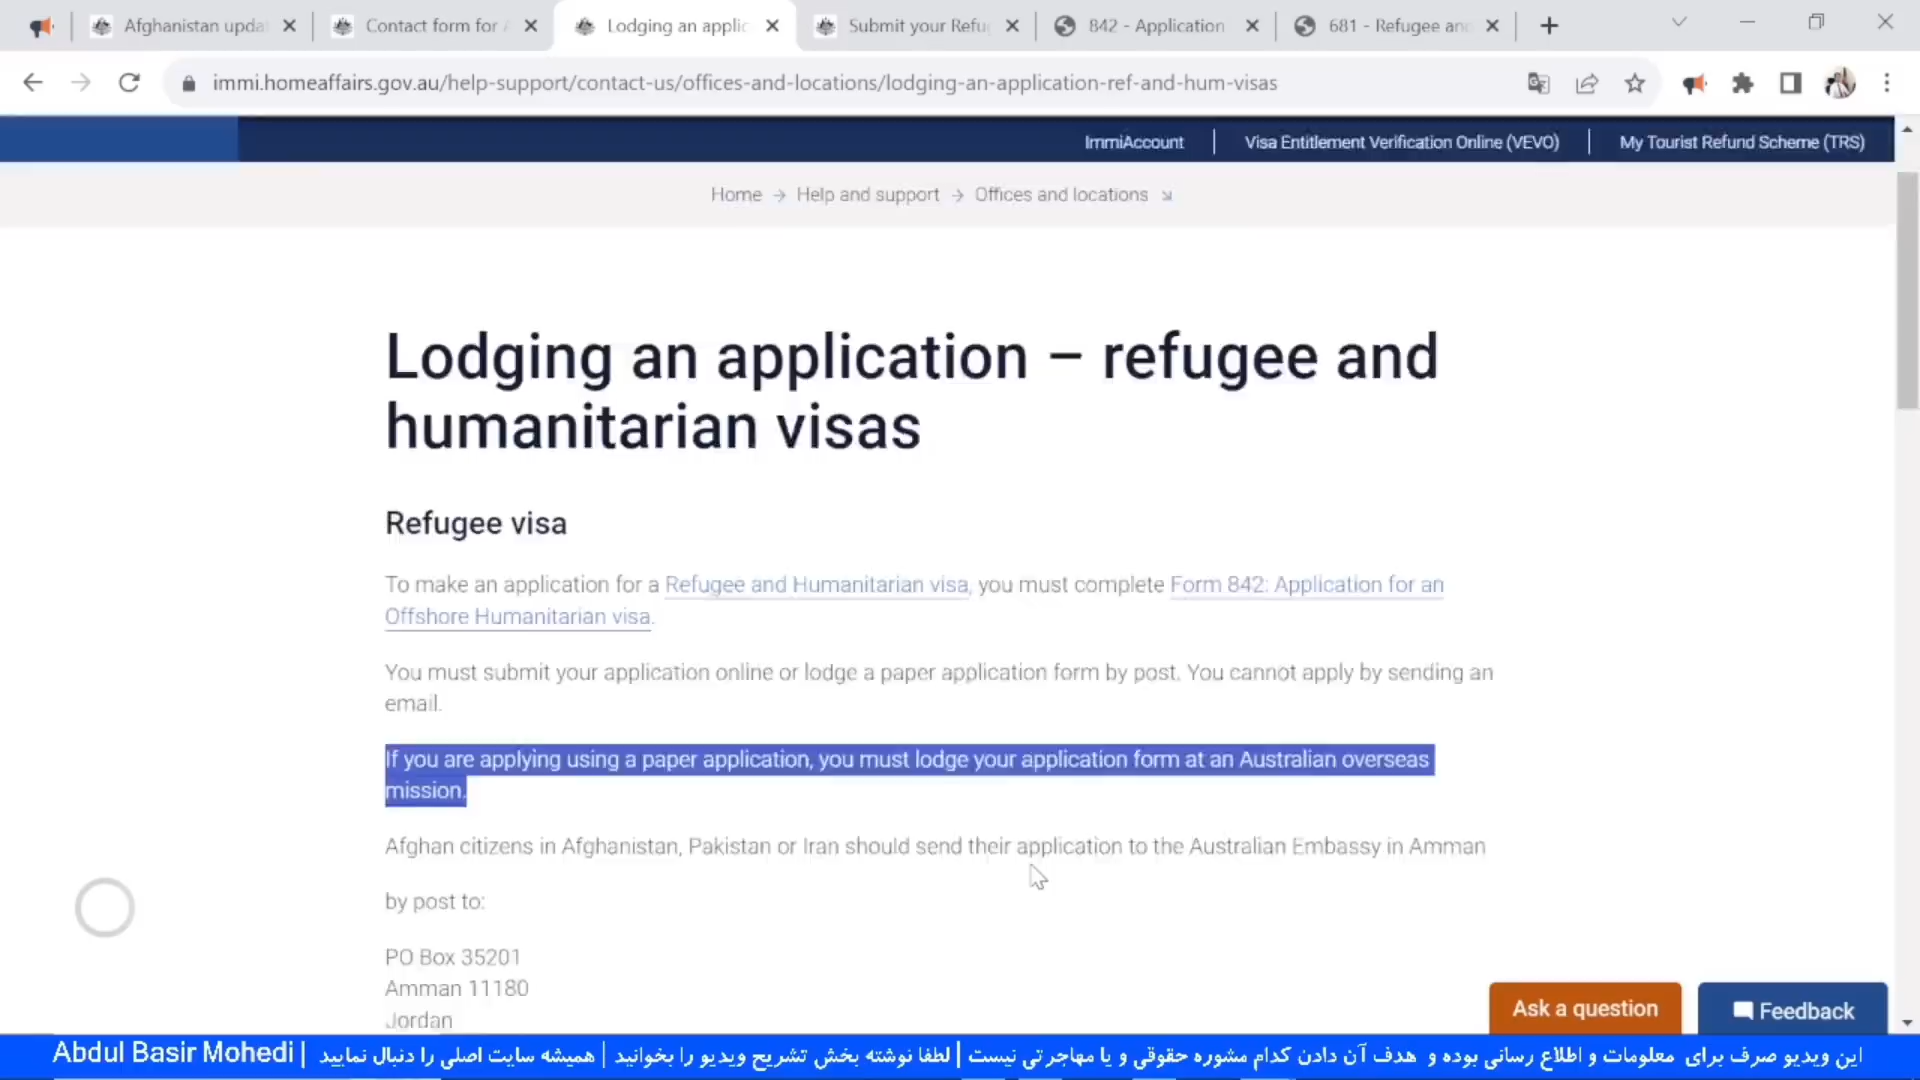 Afghanistan upda
Contact form for
Lodging an applic
Submit your Refu
842 - Application
681 - Refugee an
immi.homeaffairs.gov.au/help-support/contact-us/offices-and-locations/lodging-an-application-ref-and-hum-visas
ImmiAccount
Visa Entitlement Verification Online (VEVO)
My Tourist Refund Scheme (TRS)
Home → Help and support → Offices and locations
Lodging an application – refugee and
humanitarian visas
Refugee visa
To make an application for a Refugee and Humanitarian visa, you must complete Form 842: Application for an
Offshore Humanitarian visa.
You must submit your application online or lodge a paper application form by post. You cannot apply by sending an
email.
If you are applying using a paper application, you must lodge your application form at an Australian overseas
mission.
Afghan citizens in Afghanistan, Pakistan or Iran should send their application to the Australian Embassy in Amman
by post to:
PO Box 35201
Amman 11180
Jordan
Ask a question
Feedback
Abdul Basir Mohedi | این ویدیو صرف برای معلومات و اطلاع رسانی بوده و هدف آن دادن کدام مشوره حقوقی و یا مهاجرتی نیست | لطفا نوشته بخش تشریح ویدیو را بخوانید | همیشه سایت اصلی را دنبال نمایید